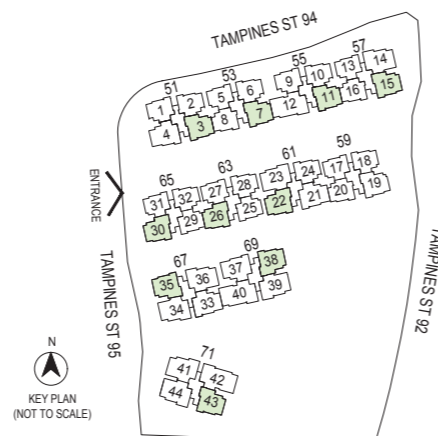 TAMPINES ST 94
51
53
55
57
1 2 5 6 9 10 13 14
4 3 8 7 12 11 16 15
ENTRANCE
65
63
61
59
31 32 27 28 23 24 17 18
30 29 26 25 22 21 20 19
67
69
35 36 37 38
34 33 40 39
TAMPINES ST 95
TAMPINES ST 92
71
41 42
44 43
N
KEY PLAN
(NOT TO SCALE)